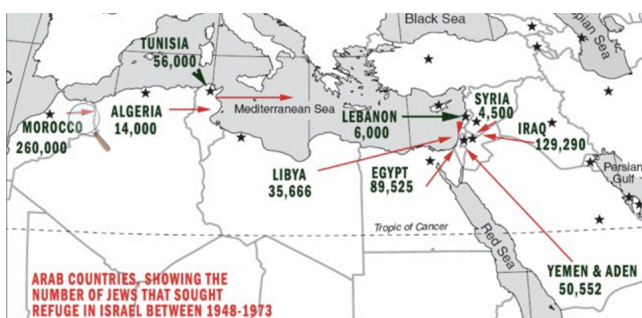 Black Sea
pian Sea
TUNISIA
56,000
Mediterranean Sea
ALGERIA
14,000
MOROCCO
260,000
LEBANON
6,000
SYRIA
4,500
IRAQ
129,290
Persian
Gulf
LIBYA
35,666
EGYPT
89,525
Tropic of Cancer
Red Sea
YEMEN & ADEN
50,552
ARAB COUNTRIES, SHOWING THE
NUMBER OF JEWS THAT SOUGHT
REFUGE IN ISRAEL BETWEEN 1948-1973